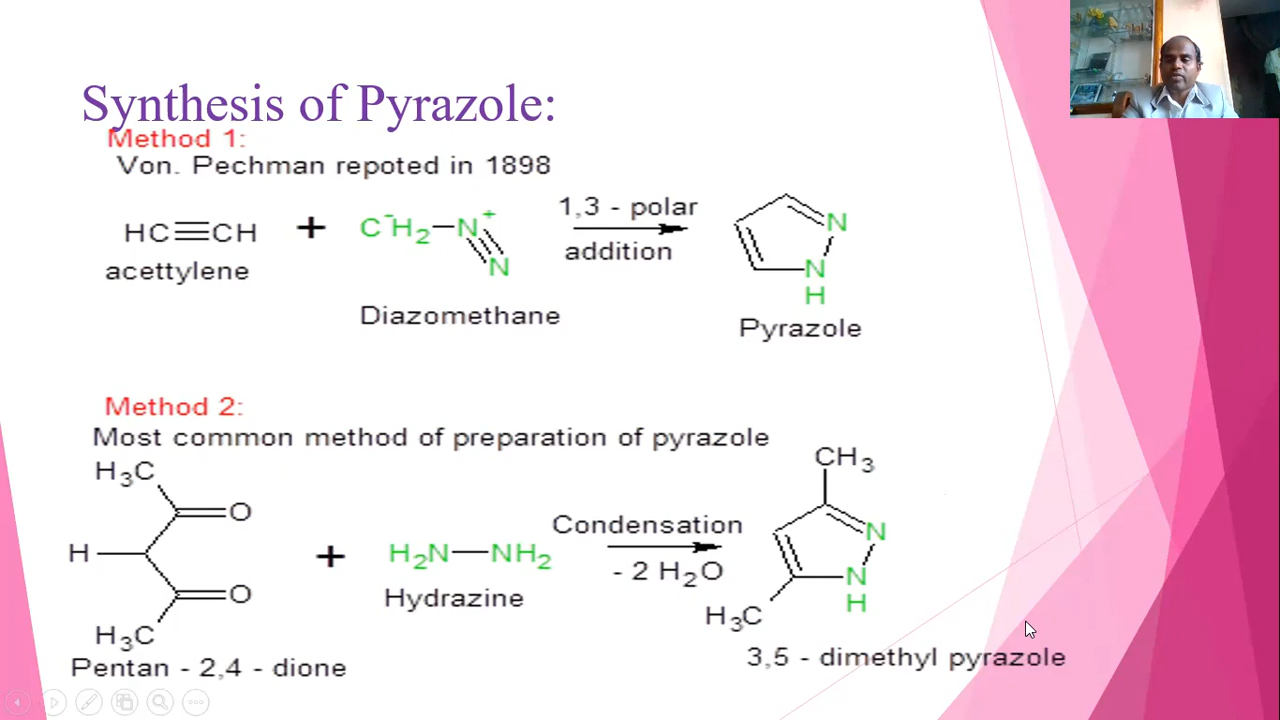 Synthesis of Pyrazole:
Method 1:
Von. Pechman repoted in 1898
HC≡CH + C⁻H₂—N⁺≡N 1,3 - polar addition N N H
acettylene
Diazomethane
Pyrazole
Method 2:
Most common method of preparation of pyrazole
H₃C O H O H₃C + H₂N—NH₂ Condensation - 2 H₂O CH₃ N N H H₃C
Hydrazine
Pentan - 2,4 - dione
3,5 - dimethyl pyrazole